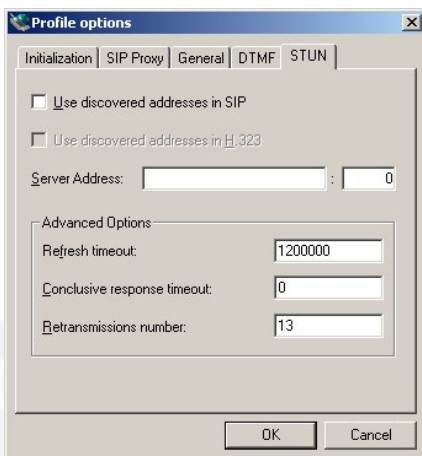 Profile options
Initialization SIP Proxy General DTMF STUN
Use discovered addresses in SIP
Use discovered addresses in H.323
Server Address: : 0
Advanced Options
Refresh timeout: 1200000
Conclusive response timeout: 0
Retransmissions number: 13
OK Cancel